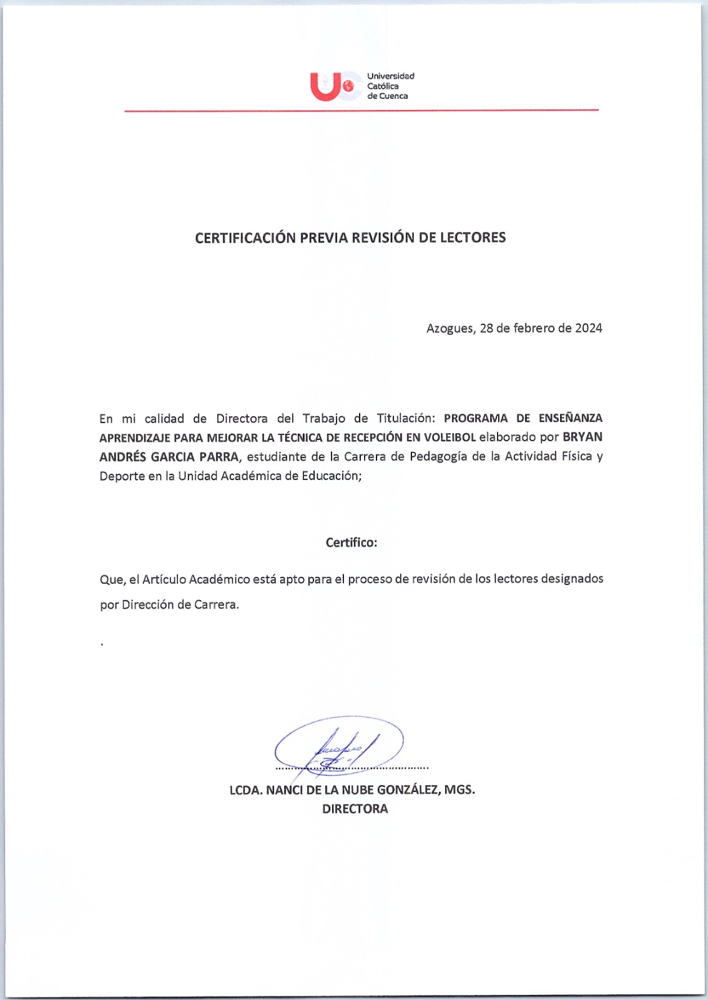 Universidad
Católica
de Cuenca
CERTIFICACIÓN PREVIA REVISIÓN DE LECTORES
Azogues, 28 de febrero de 2024
En mi calidad de Directora del Trabajo de Titulación: PROGRAMA DE ENSEÑANZA
APRENDIZAJE PARA MEJORAR LA TÉCNICA DE RECEPCIÓN EN VOLEIBOL elaborado por BRYAN
ANDRÉS GARCIA PARRA, estudiante de la Carrera de Pedagogía de la Actividad Física y
Deporte en la Unidad Académica de Educación;
Certifico:
Que, el Artículo Académico está apto para el proceso de revisión de los lectores designados
por Dirección de Carrera.
.
LCDA. NANCI DE LA NUBE GONZÁLEZ, MGS.
DIRECTORA